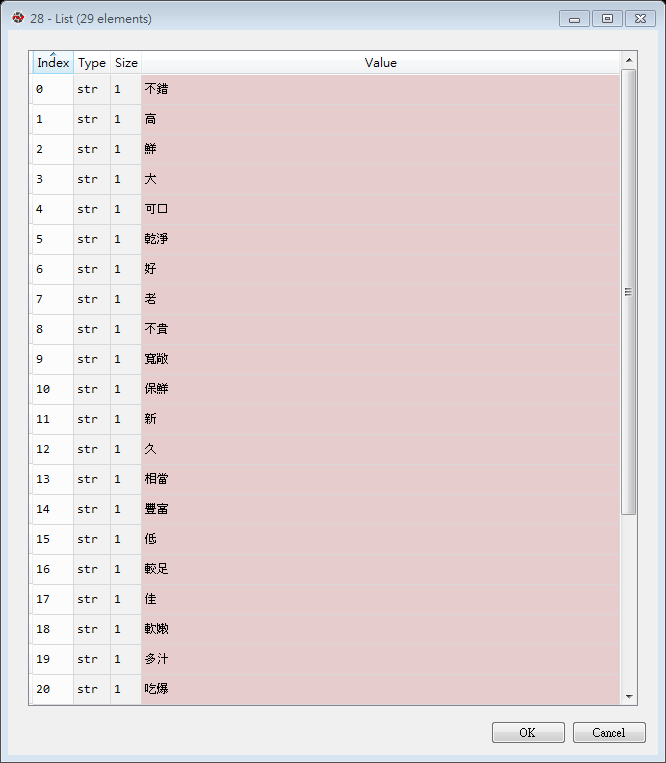 28 - List (29 elements)
Index Type Size Value
0 str 1 不錯
1 str 1 高
2 str 1 鮮
3 str 1 大
4 str 1 可口
5 str 1 乾淨
6 str 1 好
7 str 1 老
8 str 1 不貴
9 str 1 寬敞
10 str 1 保鮮
11 str 1 新
12 str 1 久
13 str 1 相當
14 str 1 豐富
15 str 1 低
16 str 1 較足
17 str 1 佳
18 str 1 軟嫩
19 str 1 多汁
20 str 1 吃爆
OK Cancel